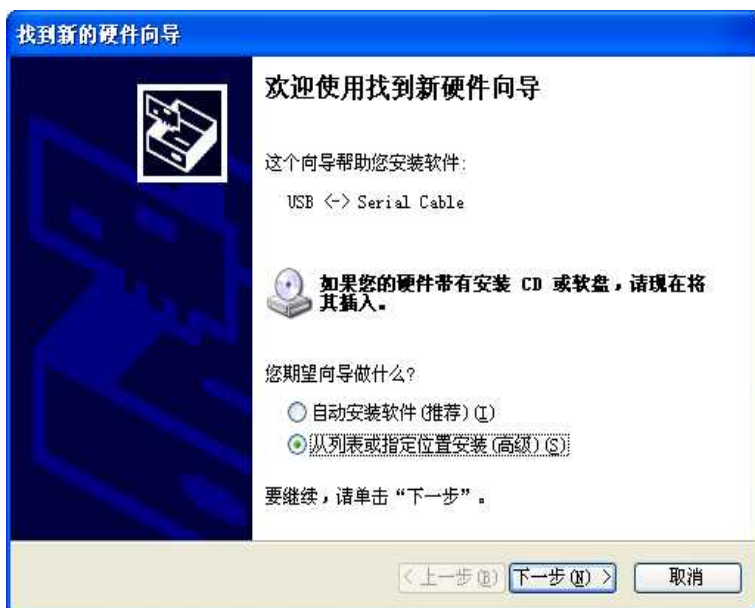 找到新的硬件向导
欢迎使用找到新硬件向导
这个向导帮助您安装软件:
USB <-> Serial Cable
如果您的硬件带有安装 CD 或软盘，请现在将
其插入。
您期望向导做什么?
自动安装软件(推荐)(I)
从列表或指定位置安装(高级)(S)
要继续，请单击“下一步”。
< 上一步(B)
下一步(N) >
取消